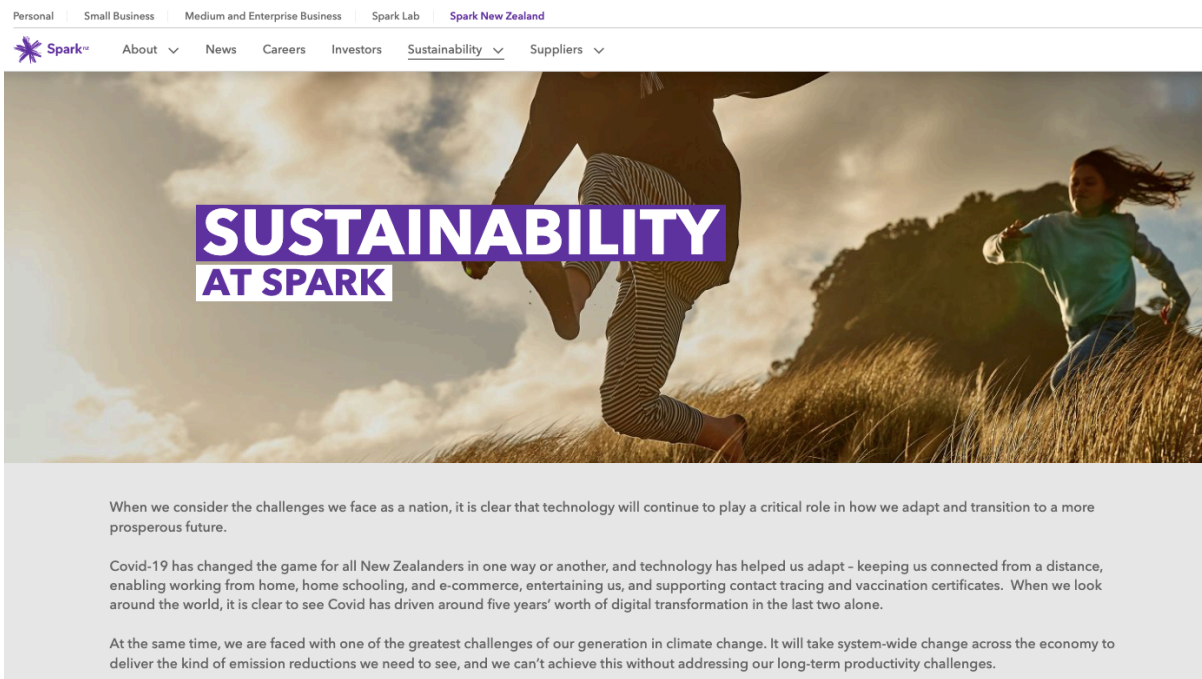 Personal Small Business Medium and Enterprise Business Spark Lab Spark New Zealand
Spark nz About News Careers Investors Sustainability Suppliers
SUSTAINABILITY
AT SPARK
When we consider the challenges we face as a nation, it is clear that technology will continue to play a critical role in how we adapt and transition to a more
prosperous future.
Covid-19 has changed the game for all New Zealanders in one way or another, and technology has helped us adapt – keeping us connected from a distance,
enabling working from home, home schooling, and e-commerce, entertaining us, and supporting contact tracing and vaccination certificates.  When we look
around the world, it is clear to see Covid has driven around five years’ worth of digital transformation in the last two alone.
At the same time, we are faced with one of the greatest challenges of our generation in climate change. It will take system-wide change across the economy to
deliver the kind of emission reductions we need to see, and we can’t achieve this without addressing our long-term productivity challenges.